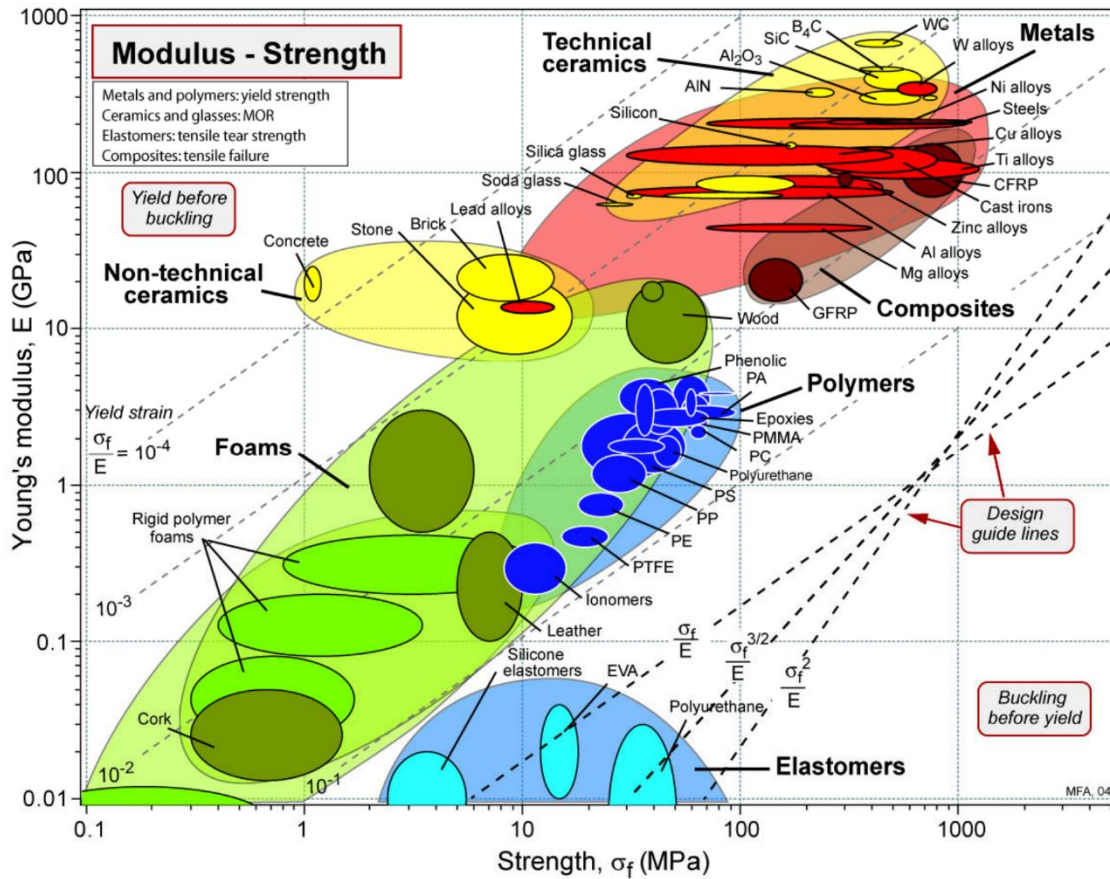 Modulus - Strength
Metals and polymers: yield strength
Ceramics and glasses: MOR
Elastomers: tensile tear strength
Composites: tensile failure
1000
100
10
1
0.1
0.01
Young's modulus, E (GPa)
0.1
1
10
100
1000
Strength, σf (MPa)
Technical
ceramics
Al2O3
SiC
B4C
WC
Metals
W alloys
AlN
Ni alloys
Steels
Silicon
Cu alloys
Silica glass
Ti alloys
Soda glass
CFRP
Cast irons
Zinc alloys
Al alloys
Mg alloys
Yield before
buckling
Lead alloys
Brick
Stone
Concrete
Non-technical
ceramics
Composites
GFRP
Wood
Phenolic
PA
Polymers
Epoxies
PMMA
PC
Polyurethane
PS
PP
PE
PTFE
Ionomers
Leather
Yield strain
σf
E = 10-4
Foams
Rigid polymer
foams
10-3
Cork
10-2
10-1
Silicone
elastomers
EVA
Polyurethane
Elastomers
σf
E
σf3/2
E
σf2
E
Design
guide lines
Buckling
before yield
MFA, 04